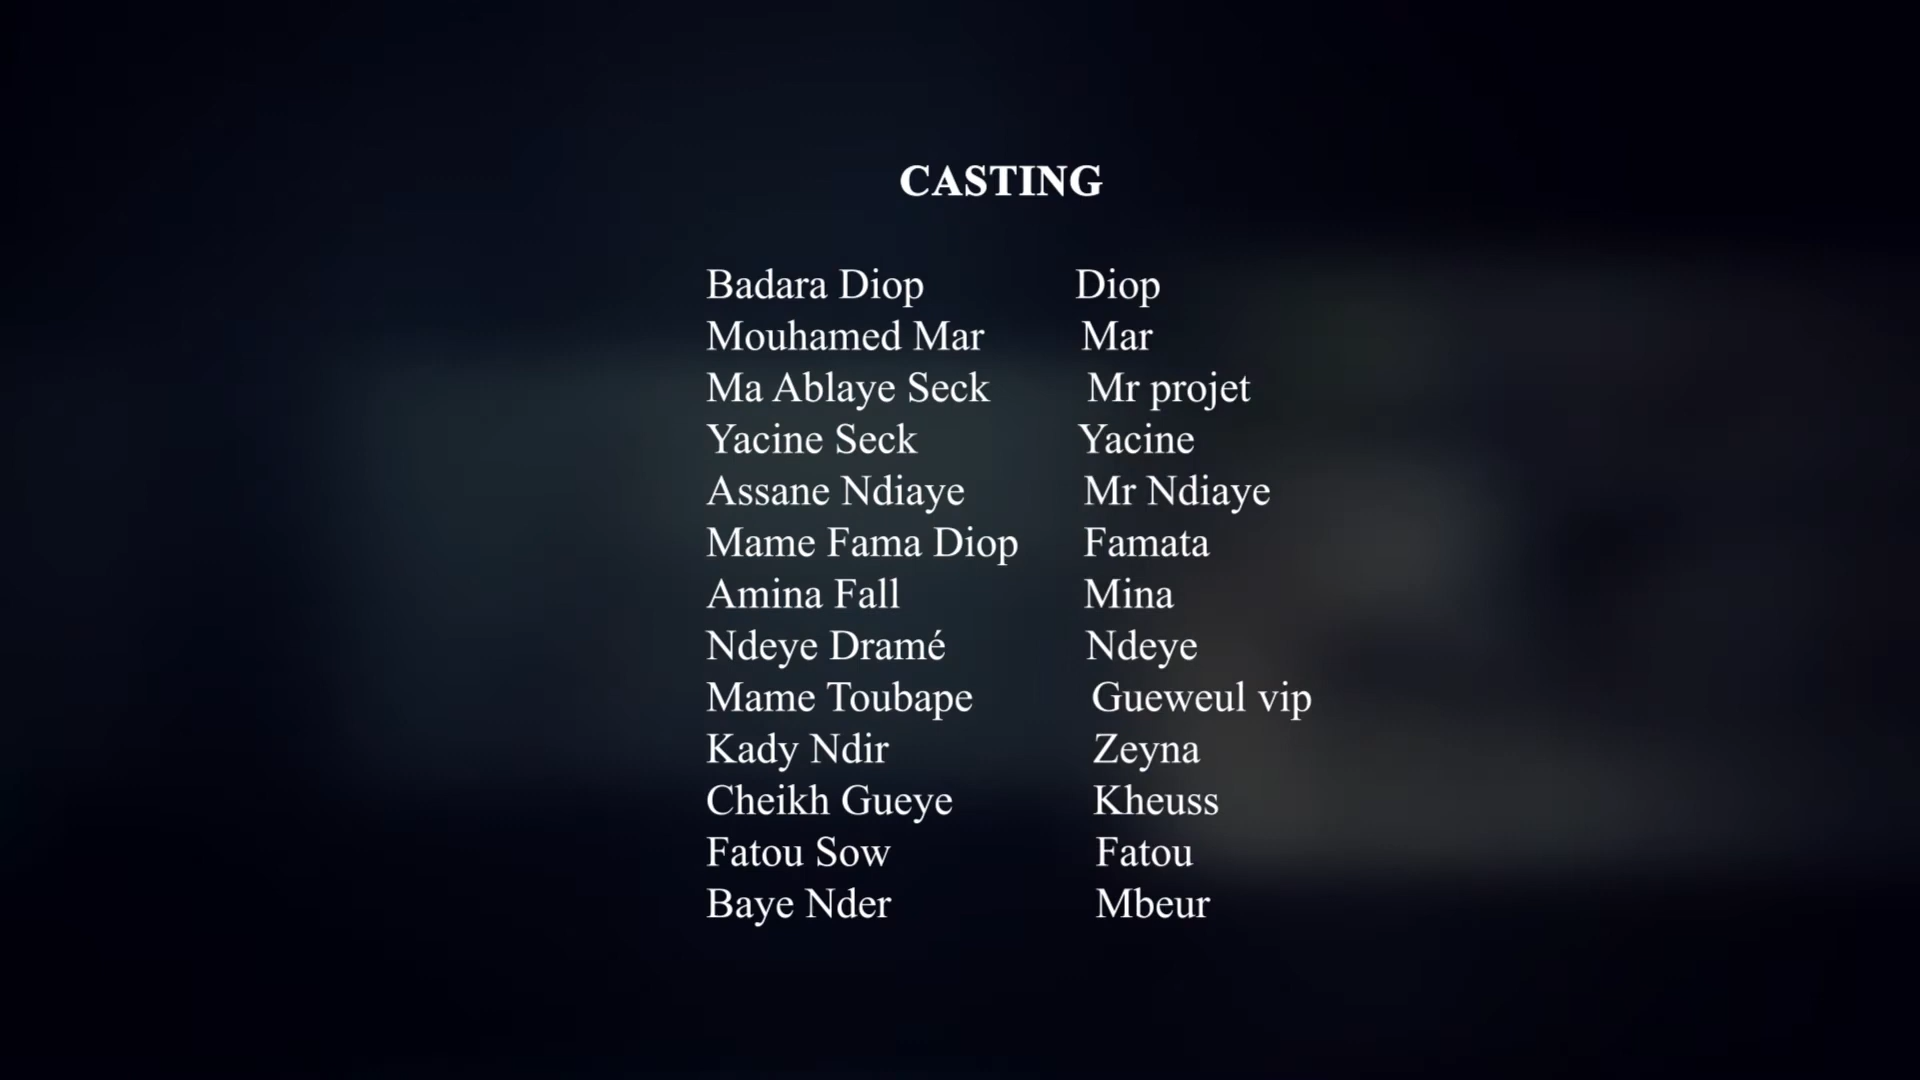 CASTING
Badara Diop Diop
Mouhamed Mar Mar
Ma Ablaye Seck Mr projet
Yacine Seck Yacine
Assane Ndiaye Mr Ndiaye
Mame Fama Diop Famata
Amina Fall Mina
Ndeye Dramé Ndeye
Mame Toubape Gueweul vip
Kady Ndir Zeyna
Cheikh Gueye Kheuss
Fatou Sow Fatou
Baye Nder Mbeur